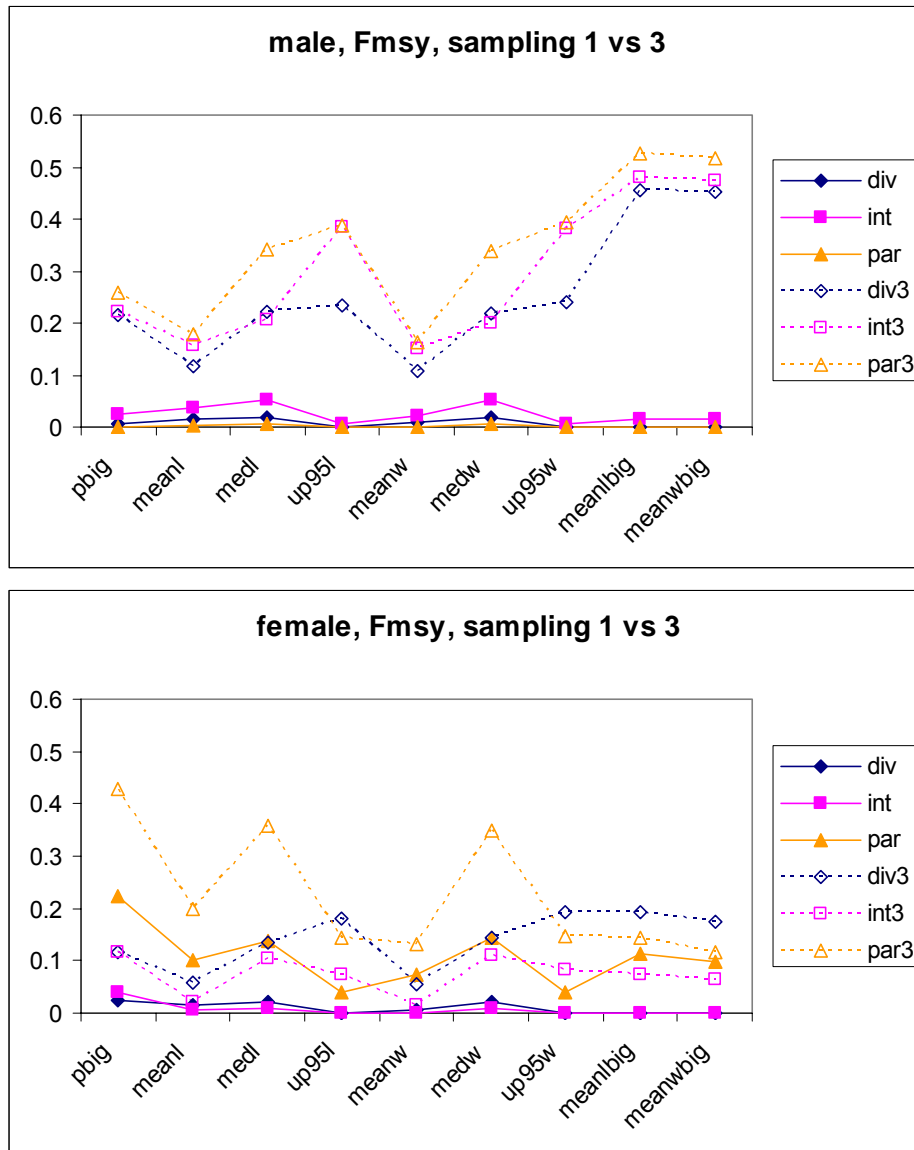 male, Fmsy, sampling 1 vs 3
0.6
0.5
0.4
0.3
0.2
0.1
0
pbig
meanl
medl
up95l
meanw
medw
up95w
meanlbig
meanwbig
div
int
par
div3
int3
par3
female, Fmsy, sampling 1 vs 3
0.6
0.5
0.4
0.3
0.2
0.1
0
pbig
meanl
medl
up95l
meanw
medw
up95w
meanlbig
meanwbig
div
int
par
div3
int3
par3